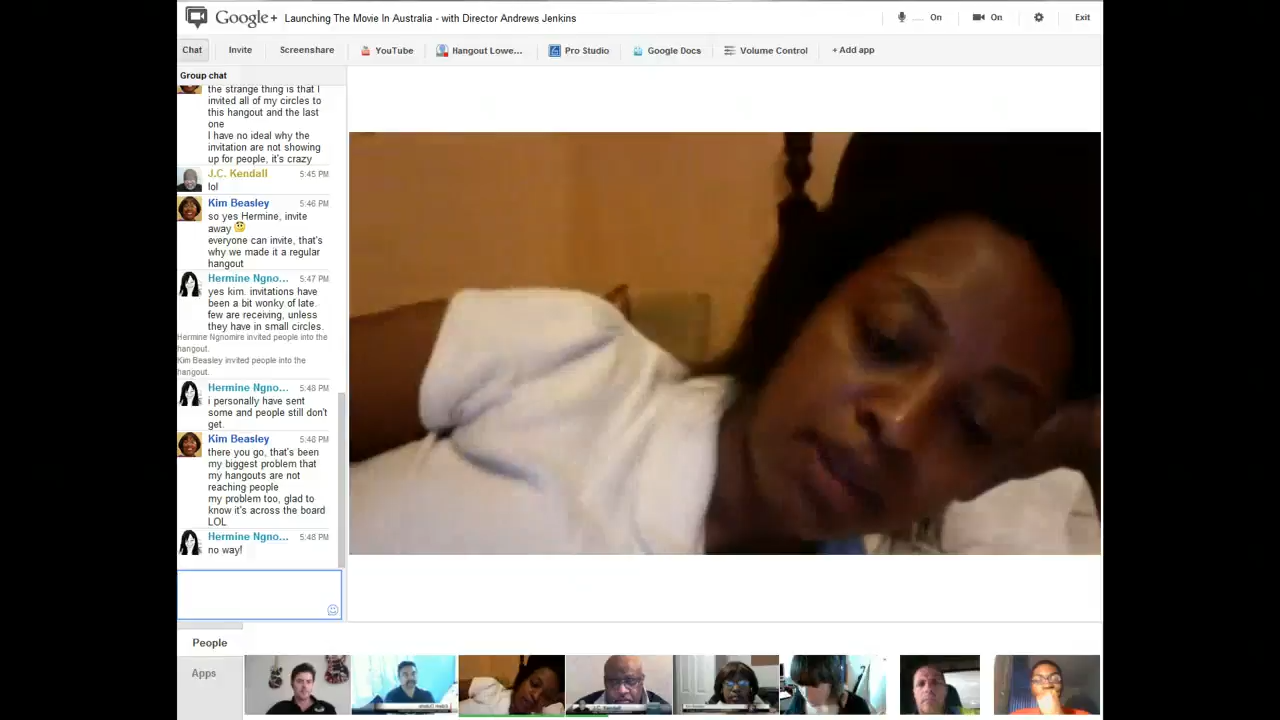 Google+ Launching The Movie In Australia - with Director Andrews Jenkins On On Exit
Chat Invite Screenshare YouTube Hangout Lowe... Pro Studio Google Docs Volume Control + Add app
Group chat
the strange thing is that I
invited all of my circles to
this hangout and the last
one
I have no ideal why the
invitation are not showing
up for people, it's crazy
J.C. Kendall 5:45 PM
lol
Kim Beasley 5:46 PM
so yes Hermine, invite
away
everyone can invite, that's
why we made it a regular
hangout
Hermine Ngno... 5:47 PM
yes kim. invitations have
been a bit wonky of late.
few are receiving, unless
they have in small circles.
Hermine Ngnomire invited people into the
hangout.
Kim Beasley invited people into the
hangout.
Hermine Ngno... 5:48 PM
i personally have sent
some and people still don't
get.
Kim Beasley 5:48 PM
there you go, that's been
my biggest problem that
my hangouts are not
reaching people
my problem too, glad to
know it's across the board
LOL
Hermine Ngno... 5:48 PM
no way!
People
Apps
J.C. Kendall